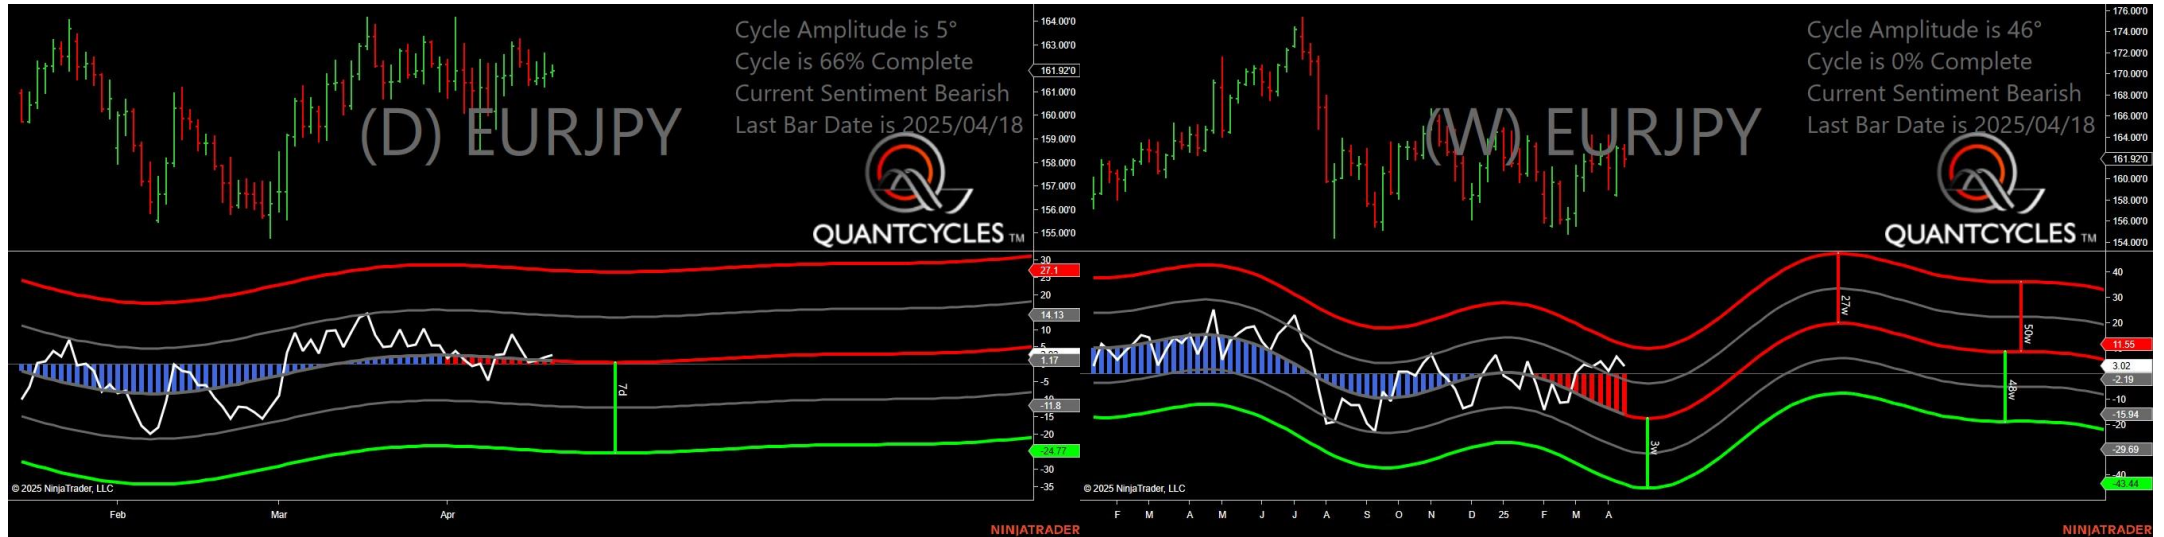 Cycle Amplitude is 5°
Cycle is 66% Complete
Current Sentiment Bearish
Last Bar Date is 2025/04/18
(D) EURJPY
QUANTCYCLES TM
164.00'0
163.00'0
161.92'0
161.00'0
160.00'0
159.00'0
158.00'0
157.00'0
156.00'0
155.00'0
30
27.1
25
20
14.13
10
5
1.17
-5
-11.8
-15
-20
-24.77
-30
-35
7d
© 2025 NinjaTrader, LLC
Feb Mar Apr
NINJATRADER
Cycle Amplitude is 46°
Cycle is 0% Complete
Current Sentiment Bearish
Last Bar Date is 2025/04/18
(W) EURJPY
QUANTCYCLES TM
176.00'0
174.00'0
172.00'0
170.00'0
168.00'0
166.00'0
164.00'0
161.92'0
160.00'0
158.00'0
156.00'0
154.00'0
40
30
20
11.55
3.02
-2.19
-10
-15.94
-20
-29.69
-40
-43.44
27w
50w
48w
3w
© 2025 NinjaTrader, LLC
F M A M J J A S O N D 25 F M A
NINJATRADER